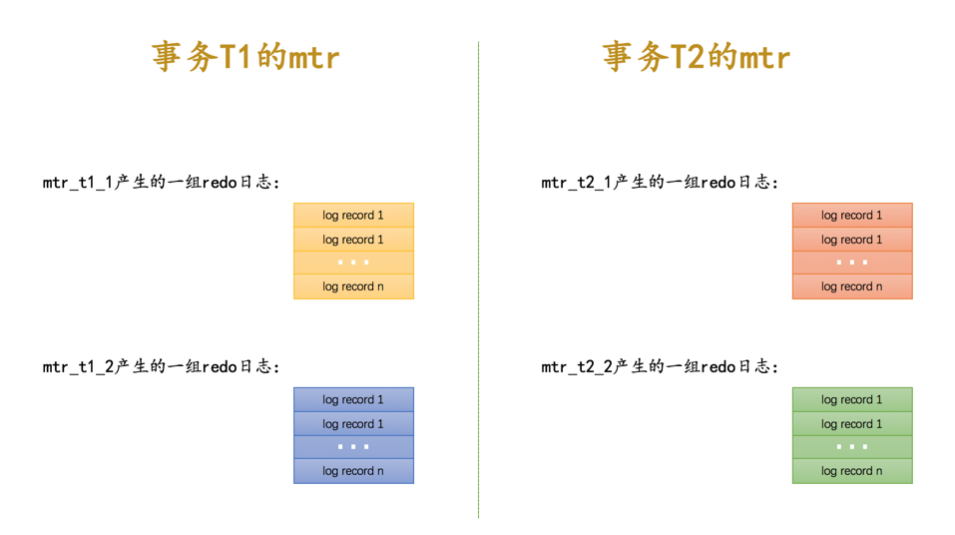 事务T1的mtr
mtr_t1_1产生的一组redo日志:
log record 1
log record 1
...
log record n
mtr_t1_2产生的一组redo日志:
log record 1
log record 1
...
log record n
事务T2的mtr
mtr_t2_1产生的一组redo日志:
log record 1
log record 1
...
log record n
mtr_t2_2产生的一组redo日志:
log record 1
log record 1
...
log record n